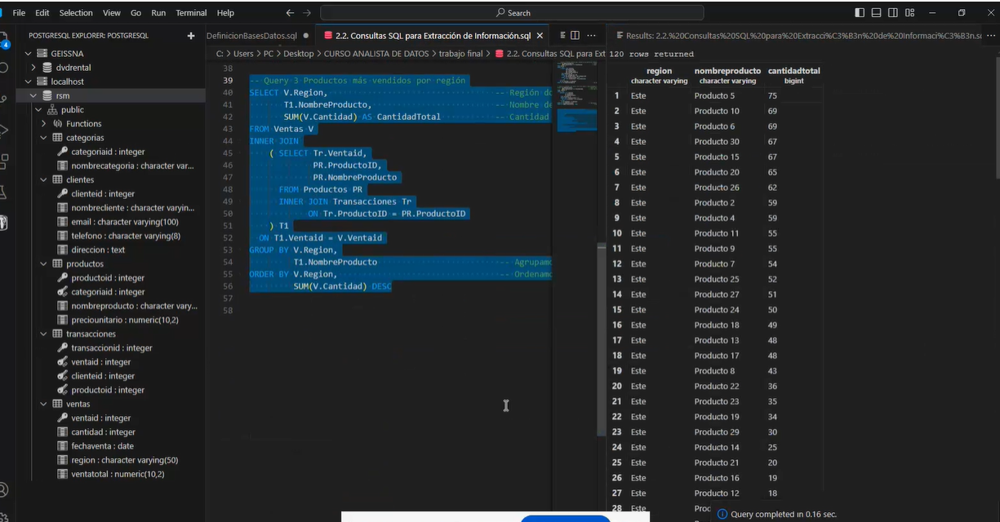 File Edit Selection View Go Run Terminal Help
Search
4
POSTGRESQL EXPLORER: POSTGRESQL
GEISSNA
dvdrental
localhost
rsm
public
Functions
categorias
categoriaid : integer
nombrecategoria : character var...
clientes
clienteid : integer
nombrecliente : character varyin...
email : character varying(100)
telefono : character varying(8)
direccion : text
productos
productoid : integer
categoriaid : integer
nombreproducto : character vary...
preciounitario : numeric(10,2)
transacciones
transaccionid : integer
ventaid : integer
clienteid : integer
productoid : integer
ventas
ventaid : integer
cantidad : integer
fechaventa : date
region : character varying(50)
ventatotal : numeric(10,2)
DefinicionBasesDatos.sql
2.2. Consultas SQL para Extracción de Información.sql
C: > Users > PC > Desktop > CURSO ANALISTA DE DATOS > trabajo final > 2.2. Consultas SQL para Ext
38
39 -- Query 3 Productos más vendidos por región
40 SELECT V.Region, -- Región do
41 T1.NombreProducto, -- Nombre de
42 SUM(V.Cantidad) AS CantidadTotal -- Cantidad
43 FROM Ventas V
44 INNER JOIN
45 ( SELECT Tr.Ventaid,
46 PR.ProductoID,
47 PR.NombreProducto
48 FROM Productos PR
49 INNER JOIN Transacciones Tr
50 ON Tr.ProductoID = PR.ProductoID
51 ) T1
52 ON T1.Ventaid = V.Ventaid
53 GROUP BY V.Region,
54 T1.NombreProducto -- Agrupamo
55 ORDER BY V.Region, -- Ordenamo
56 SUM(V.Cantidad) DESC
57
58
Results: 2.2.%20Consultas%20SQL%20para%20Extracci%C3%B3n%20de%20Informaci%C3%B3n.s
120 rows returned
region nombreproducto cantidadtotal
character varying character varying bigint
1 Este Producto 5 75
2 Este Producto 10 69
3 Este Producto 6 69
4 Este Producto 30 67
5 Este Producto 15 67
6 Este Producto 20 65
7 Este Producto 26 62
8 Este Producto 2 59
9 Este Producto 4 59
10 Este Producto 11 55
11 Este Producto 9 55
12 Este Producto 7 54
13 Este Producto 25 52
14 Este Producto 27 51
15 Este Producto 24 50
16 Este Producto 18 49
17 Este Producto 13 48
18 Este Producto 17 48
19 Este Producto 8 43
20 Este Producto 22 36
21 Este Producto 23 35
22 Este Producto 19 34
23 Este Producto 29 30
24 Este Producto 14 25
25 Este Producto 21 20
26 Este Producto 16 19
27 Este Producto 12 18
28 Este Proc
Query completed in 0.16 sec.